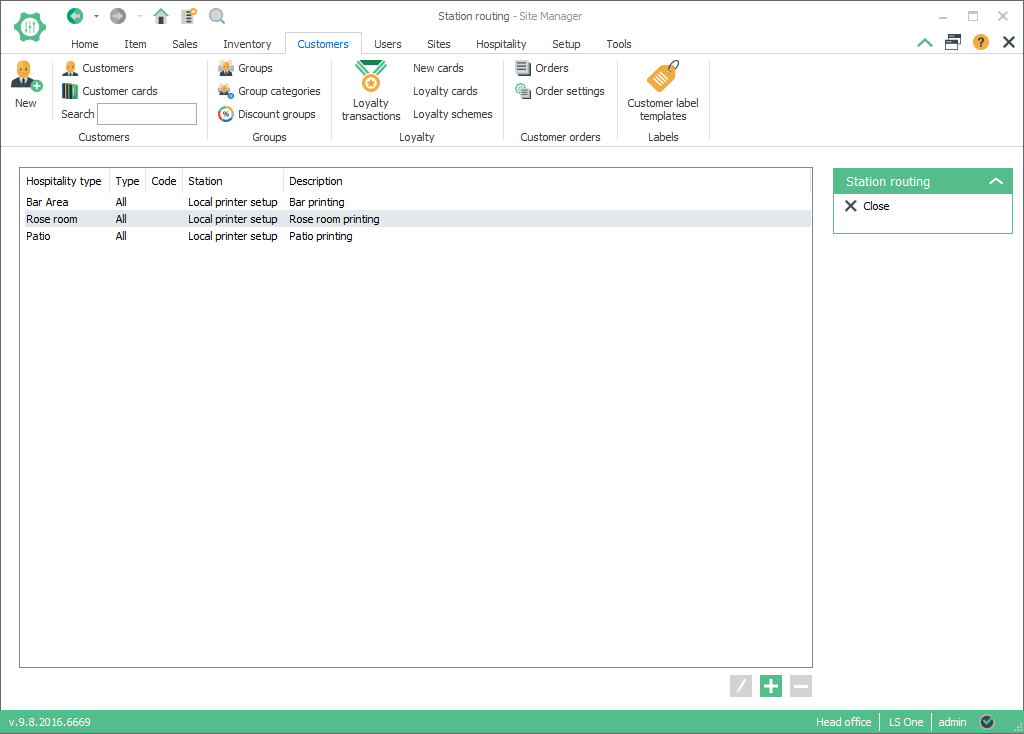 Station routing - Site Manager
Home Item Sales Inventory Customers Users Sites Hospitality Setup Tools
?
New
Customers
Customer cards
Search
Customers
Groups
Group categories
% Discount groups
Groups
Loyalty
transactions
New cards
Loyalty cards
Loyalty schemes
Loyalty
Orders
Order settings
Customer orders
Customer label
templates
Labels
Hospitality type Type Code Station Description
Bar Area All Local printer setup Bar printing
Rose room All Local printer setup Rose room printing
Patio All Local printer setup Patio printing
Station routing
Close
v.9.8.2016.6669 Head office LS One admin